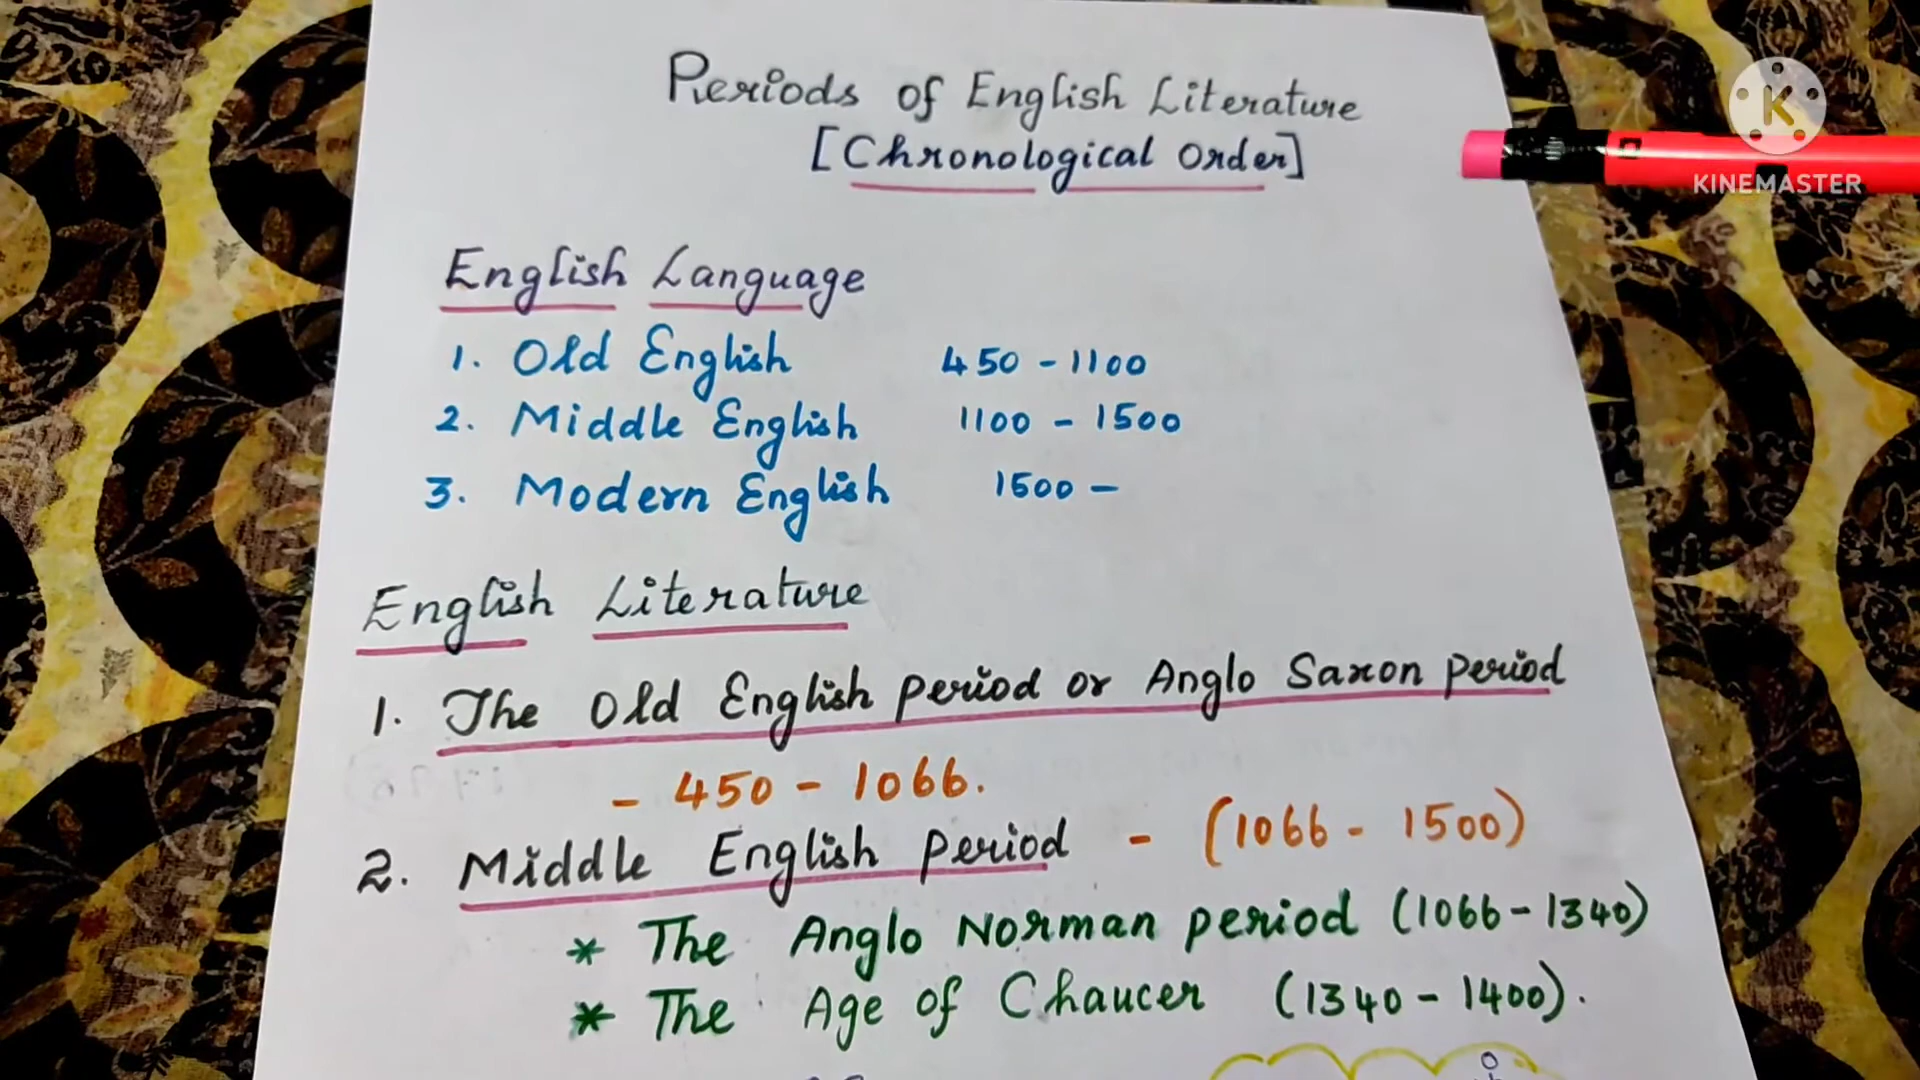 Periods of English Literature
[Chronological Order]
K
KINEMASTER
English Language
1. Old English 450 - 1100
2. Middle English 1100 - 1500
3. Modern English 1500 -
English Literature
1. The Old English period or Anglo Saxon period
- 450 - 1066.
2. Middle English Period - (1066 - 1500)
* The Anglo Norman period (1066 - 1340)
* The Age of Chaucer (1340 - 1400).